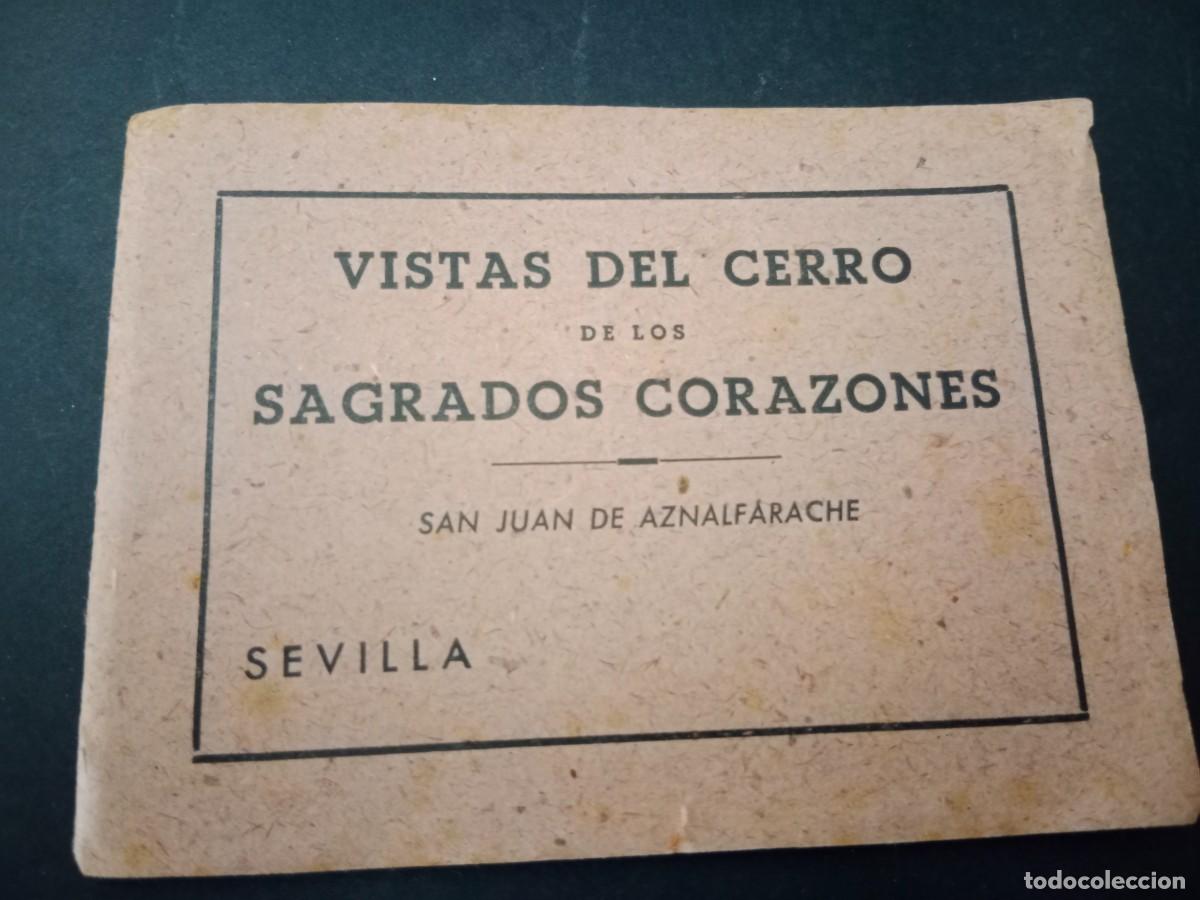 VISTAS DEL CERRO
DE LOS
SAGRADOS CORAZONES
SAN JUAN DE AZNALFARACHE
SEVILLA
todocoleccion